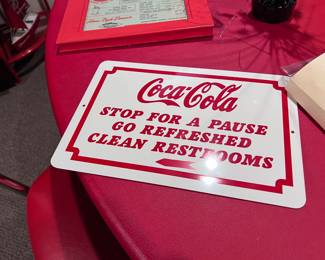 Coca-Cola
STOP FOR A PAUSE
GO REFRESHED
CLEAN RESTROOMS